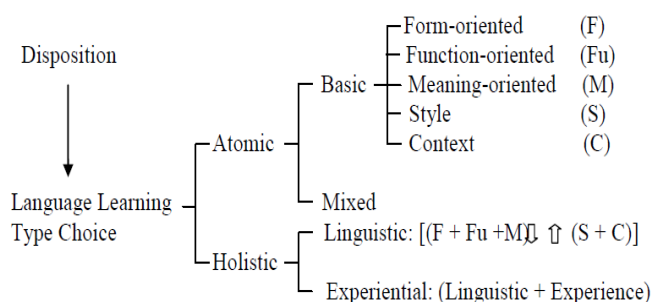 Form-oriented (F)
Disposition
Function-oriented (Fu)
Basic
Meaning-oriented (M)
Style (S)
Atomic
Context (C)
Language Learning
Type Choice
Mixed
Linguistic: [(F + Fu +M)⇩ ⇧ (S + C)]
Holistic
Experiential: (Linguistic + Experience)